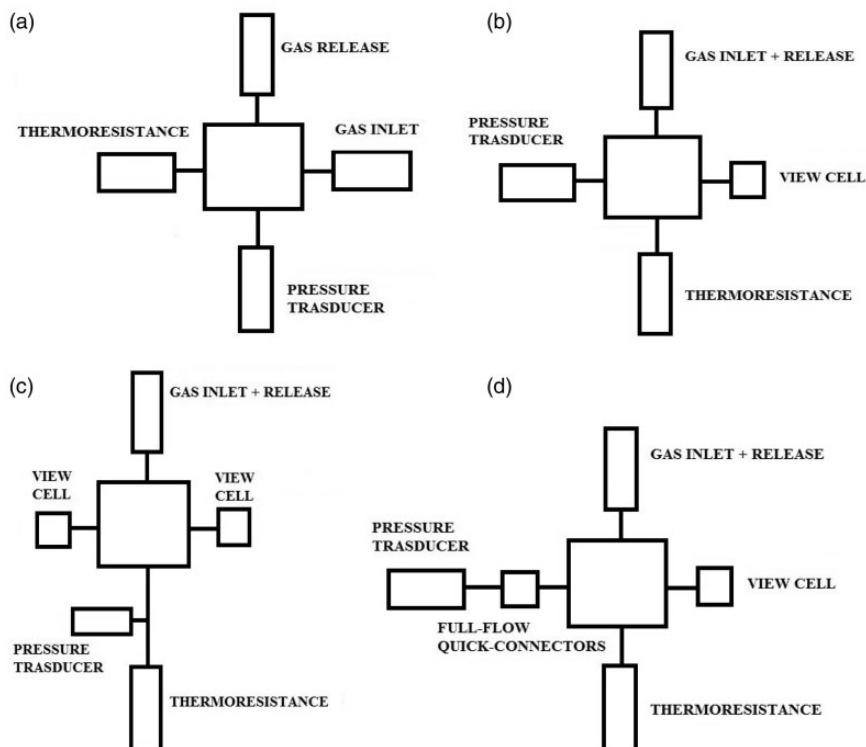 (a)
GAS RELEASE
THERMORESISTANCE
GAS INLET
PRESSURE
TRASDUCER
(b)
GAS INLET + RELEASE
PRESSURE
TRASDUCER
VIEW CELL
THERMORESISTANCE
(c)
GAS INLET + RELEASE
VIEW
CELL
VIEW
CELL
PRESSURE
TRASDUCER
THERMORESISTANCE
(d)
GAS INLET + RELEASE
PRESSURE
TRASDUCER
VIEW CELL
FULL-FLOW
QUICK-CONNECTORS
THERMORESISTANCE